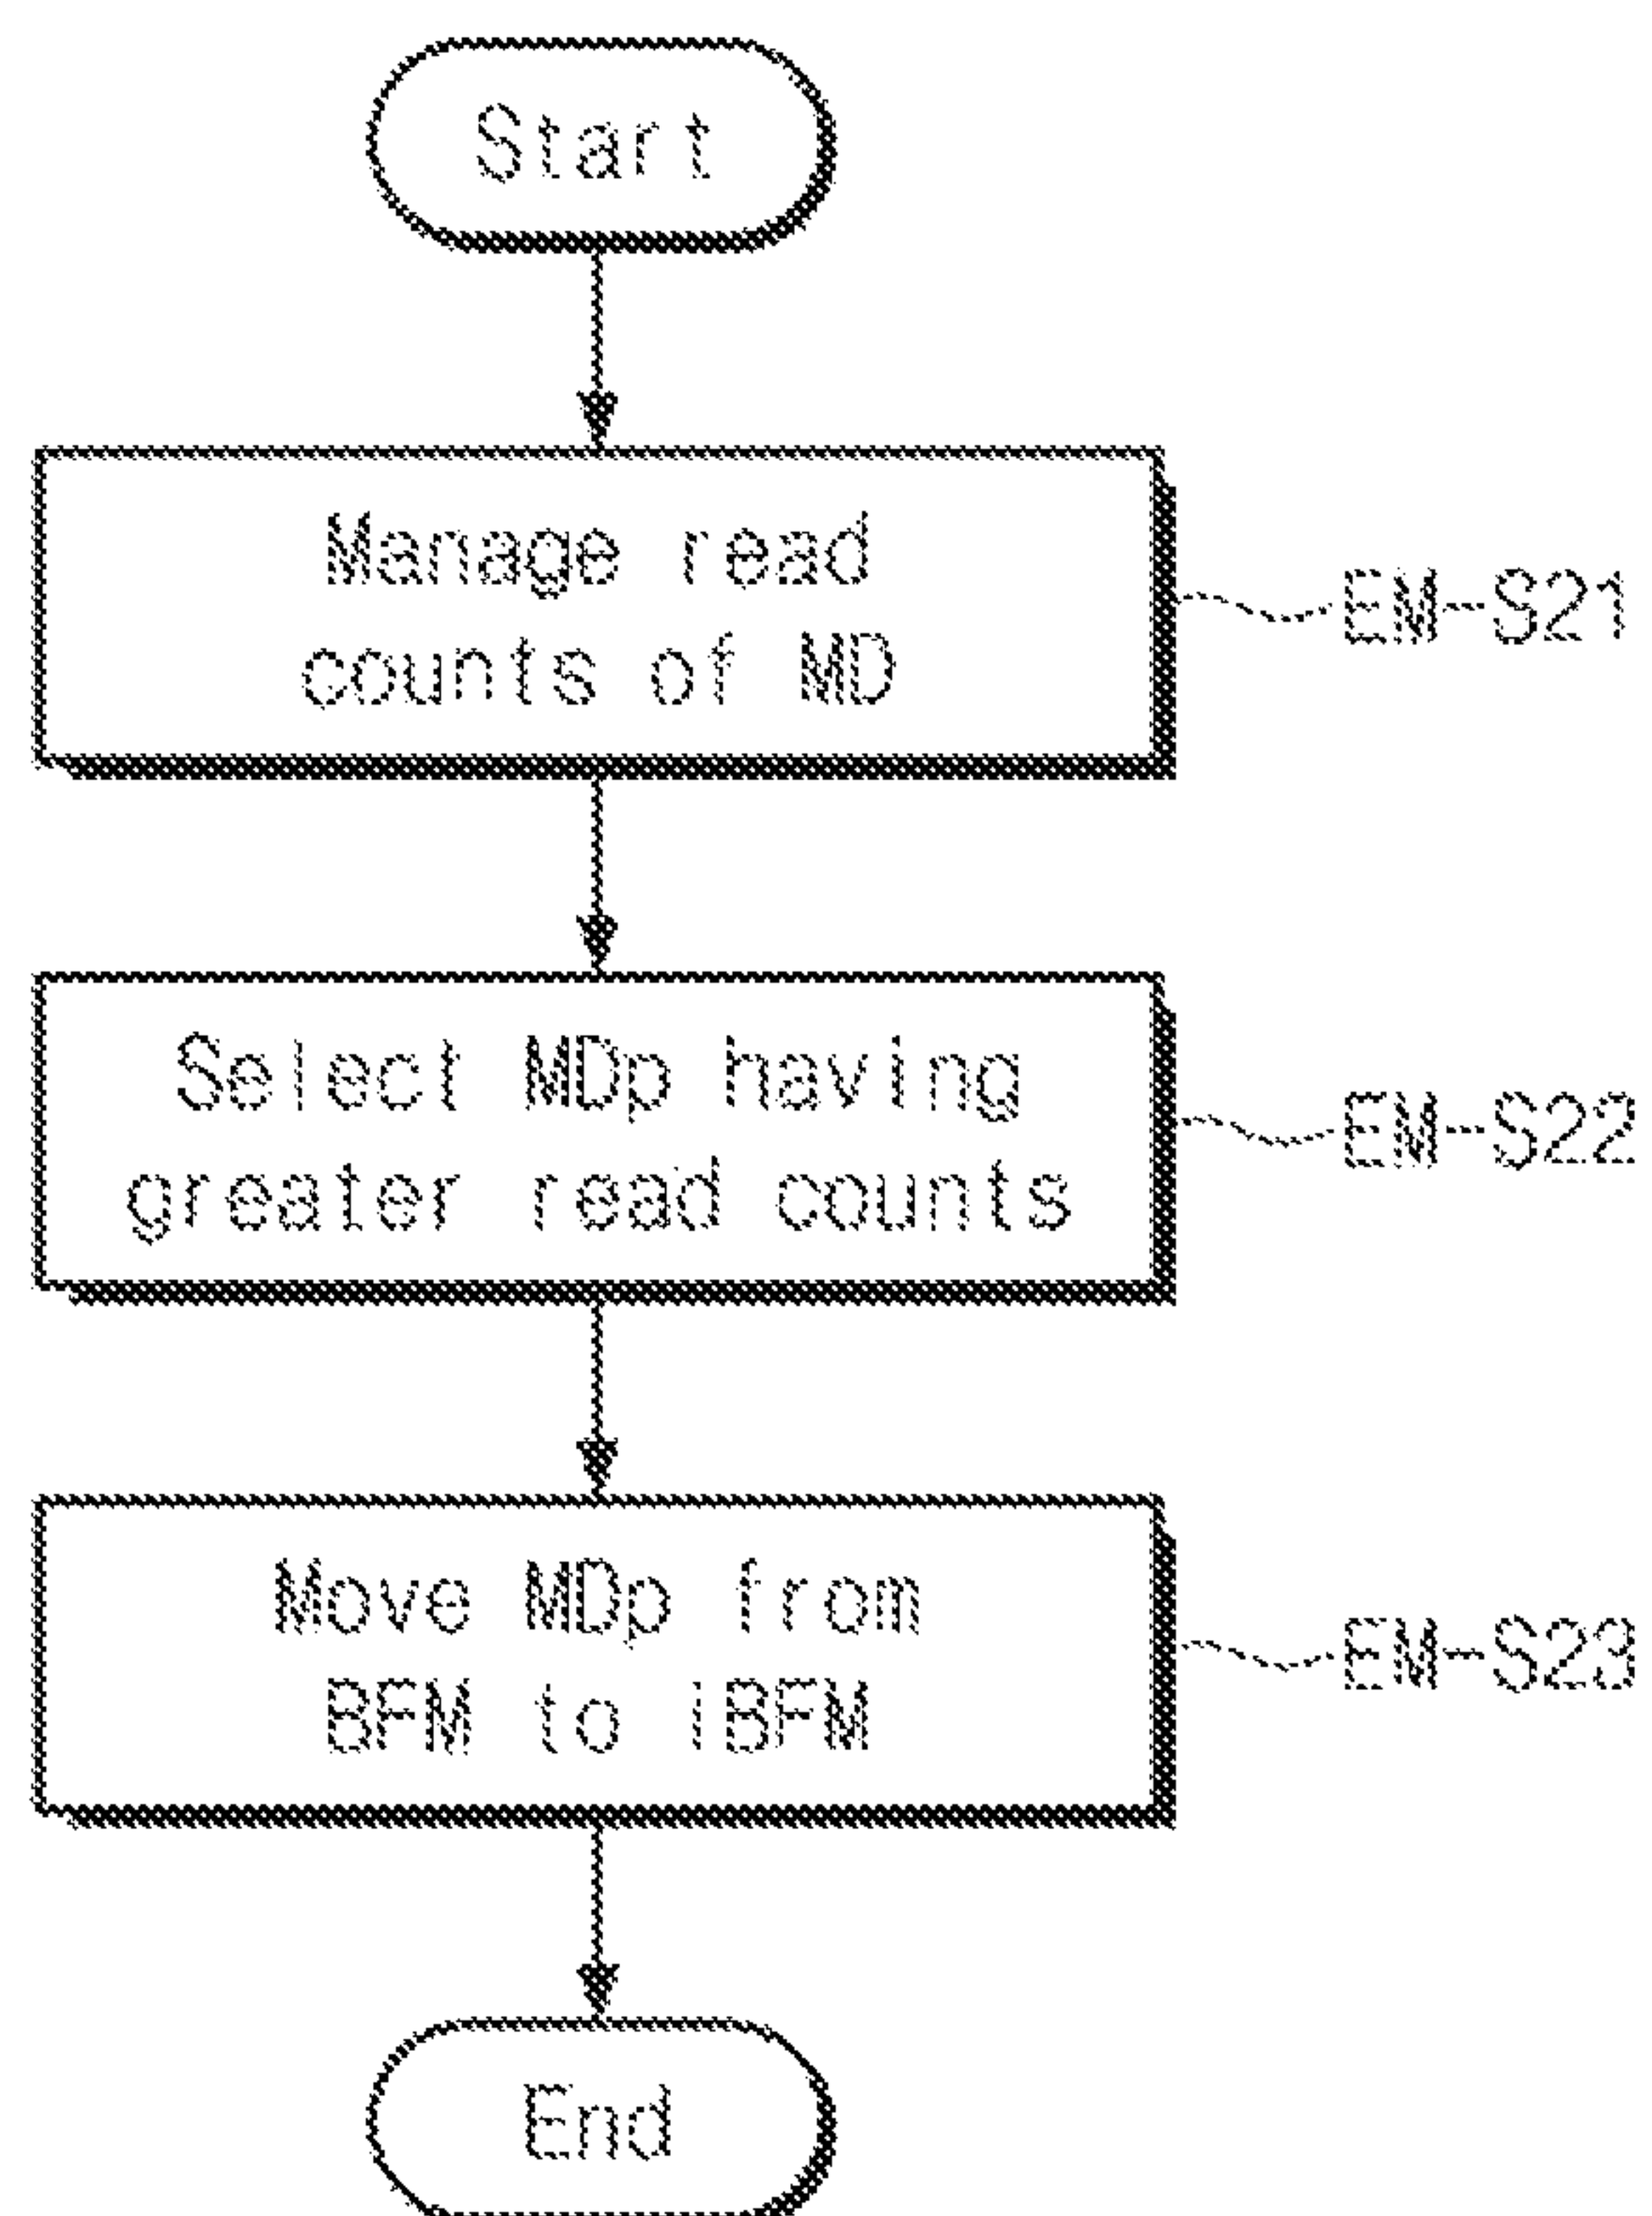 Start
Manage read
counts of MD
EM-S21
Select MDp having
greater read counts
EM-S22
Move MDp from
BFM to iBFM
EM-S23
End